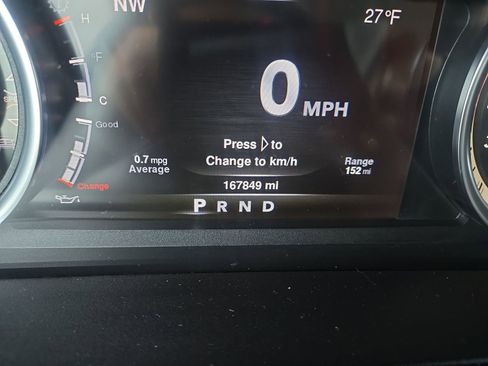 NW
27°F
H
C
0 MPH
Press ▷ to
Change to km/h
Good
0.7 mpg
Average
Range
152 mi
Change
167849 mi
P R N D